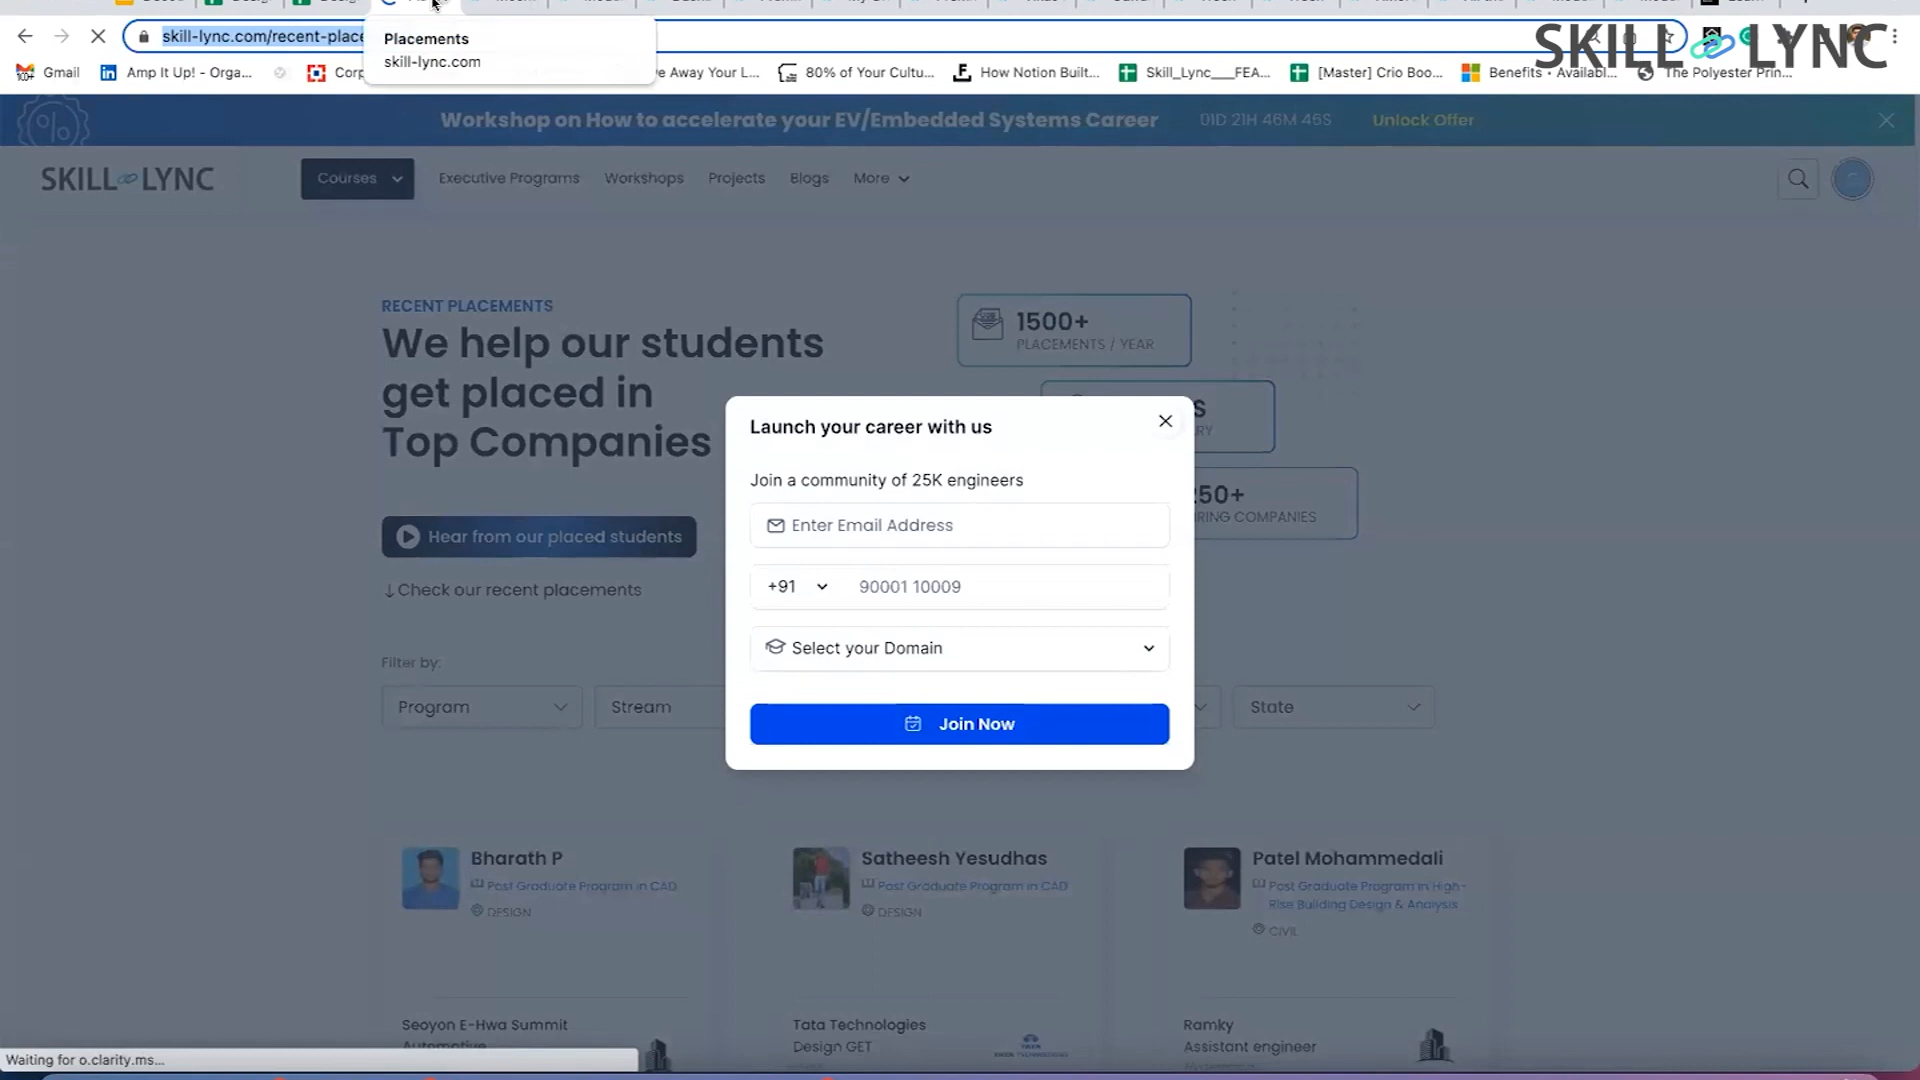 skill-lync.com/recent-place
Placements
skill-lync.com
SKILL LYNC
Gmail
Amp It Up! - Orga...
Corp
ve Away Your L...
80% of Your Cultu...
How Notion Built...
Skill_Lync___FEA...
[Master] Crio Boo...
Benefits • Availabl...
The Polyester Prin...
Workshop on How to accelerate your EV/Embedded Systems Career
01D 21H 46M 45S
Unlock Offer
SKILL LYNC
Courses
Executive Programs
Workshops
Projects
Blogs
More
RECENT PLACEMENTS
We help our students
get placed in
Top Companies
1500+
PLACEMENTS / YEAR
S
RY
250+
RING COMPANIES
Hear from our placed students
↓Check our recent placements
Filter by:
Program
Stream
State
Launch your career with us
Join a community of 25K engineers
Enter Email Address
+91
90001 10009
Select your Domain
Join Now
Bharath P
Post Graduate Program in CAD
DESIGN
Seoyon E-Hwa Summit
Automotive
Satheesh Yesudhas
Post Graduate Program in CAD
DESIGN
Tata Technologies
Design GET
Patel Mohammedali
Post Graduate Program in High-
Rise Building Design & Analysis
CIVIL
Ramky
Assistant engineer
Waiting for o.clarity.ms...